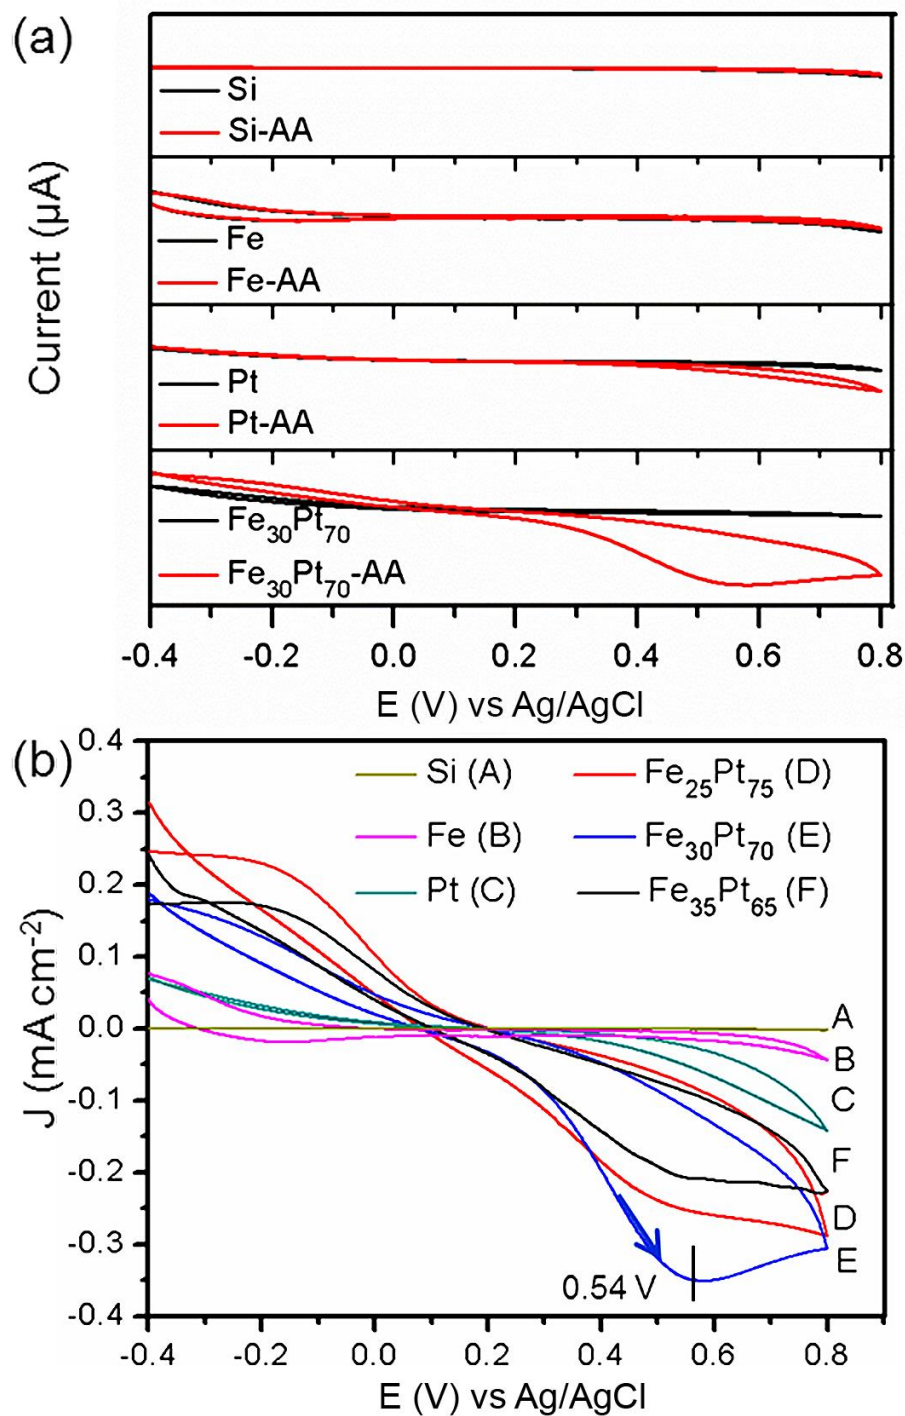 (a)
Si
Si-AA
Fe
Fe-AA
Pt
Pt-AA
Fe30Pt70
Fe30Pt70-AA
Current (μA)
-0.4 -0.2 0.0 0.2 0.4 0.6 0.8
E (V) vs Ag/AgCl
(b)
0.4
0.3
0.2
0.1
0.0
-0.1
-0.2
-0.3
-0.4
J (mA cm-2)
Si (A) Fe25Pt75 (D)
Fe (B) Fe30Pt70 (E)
Pt (C) Fe35Pt65 (F)
A
B
C
F
D
E
0.54 V
-0.4 -0.2 0.0 0.2 0.4 0.6 0.8
E (V) vs Ag/AgCl